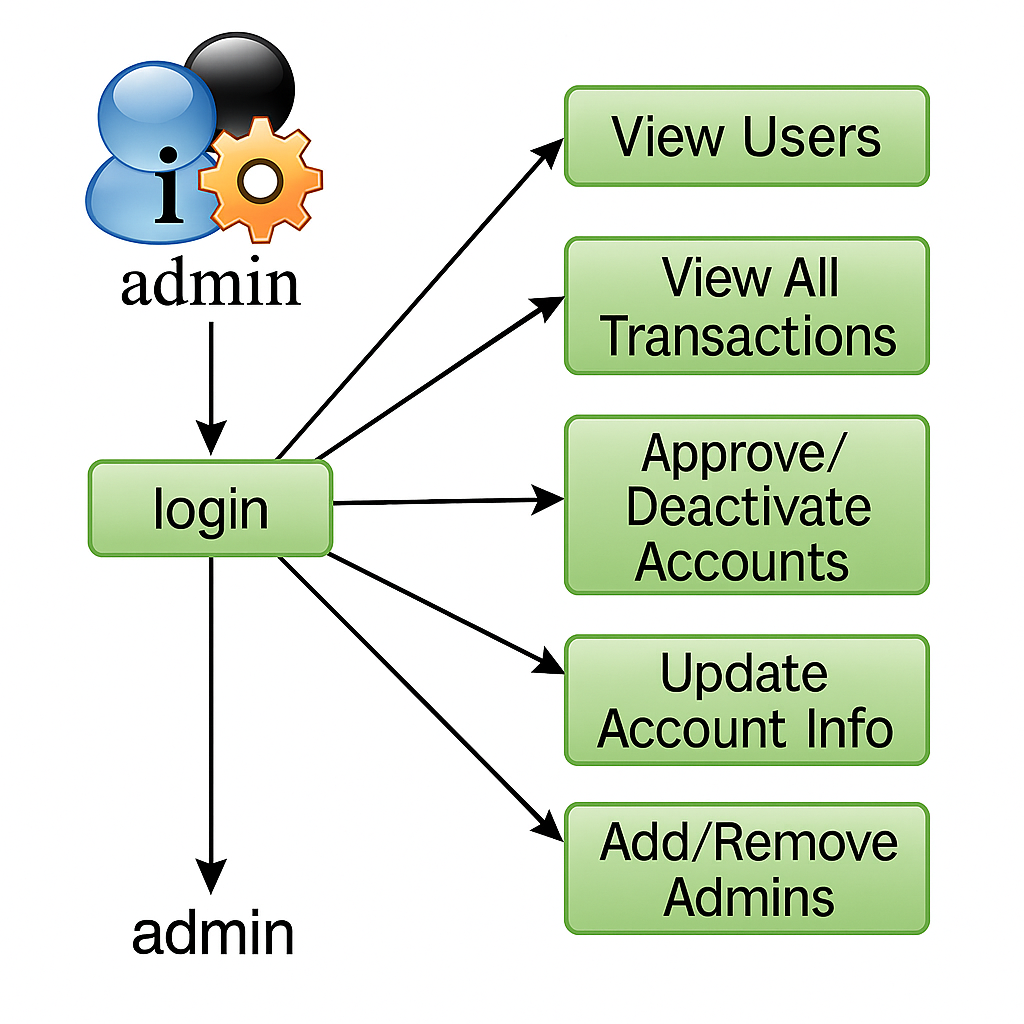 i
admin
login
admin
View Users
View All
Transactions
Approve/
Deactivate
Accounts
Update
Account Info
Add/Remove
Admins